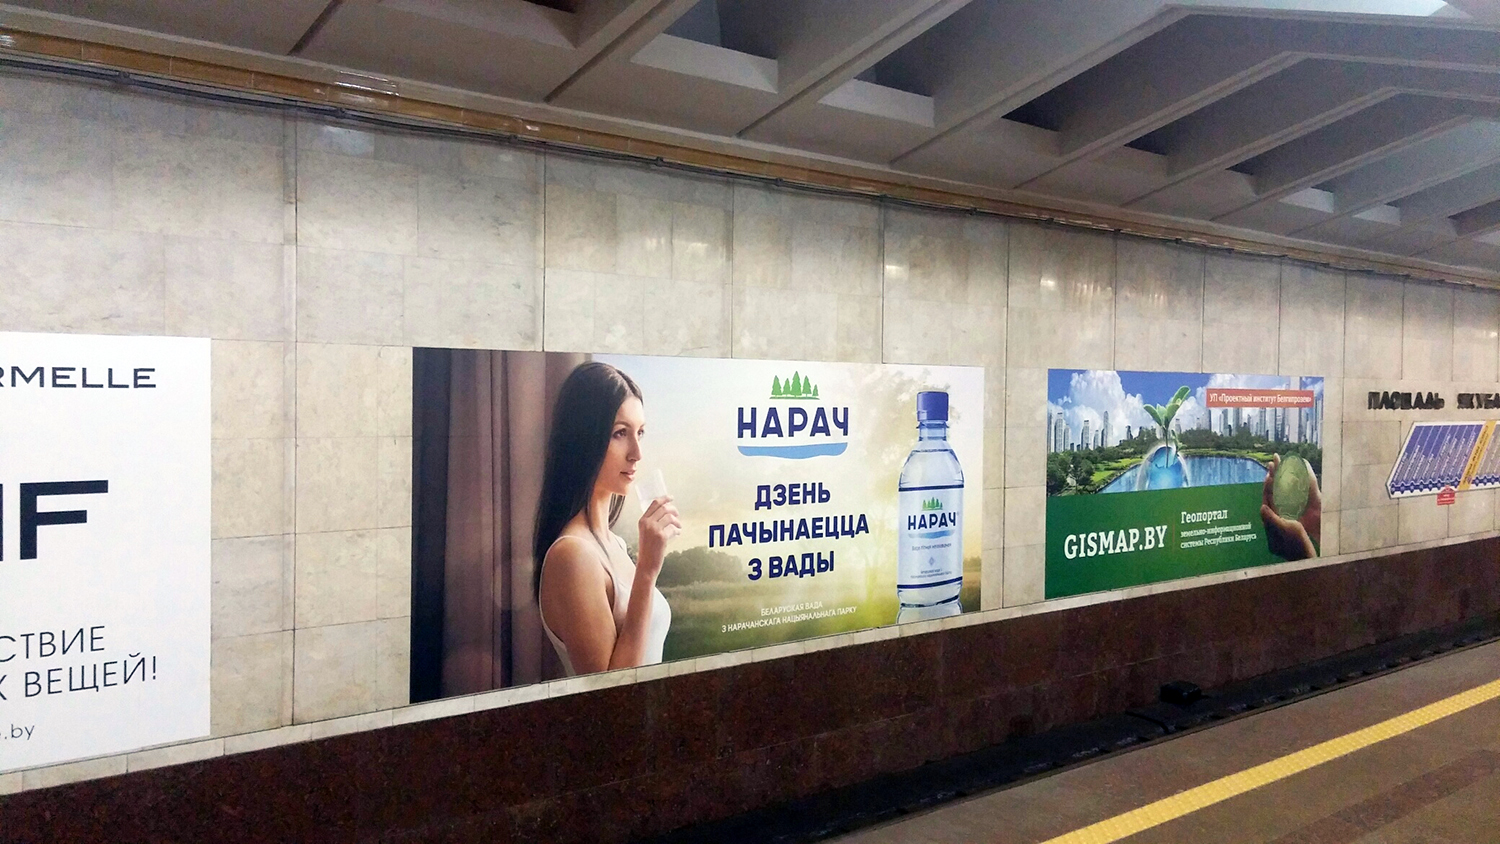 RMELLE
IF
СТВИЕ
Х ВЕЩЕЙ!
.by
НАРАЧ
ДЗЕНЬ
ПАЧЫНАЕЦЦА
З ВАДЫ
БЕЛАРУСКАЯ ВАДА
З НАРАЧАНСКАГА НАЦЫЯНАЛЬНАГА ПАРКУ
НАРАЧ
УП «Проектный институт Белгипрозем»
GISMAP.BY
Геопортал
земельно-информационной
системы Республики Беларусь
ПЛОЩАДЬ ЯКУБА